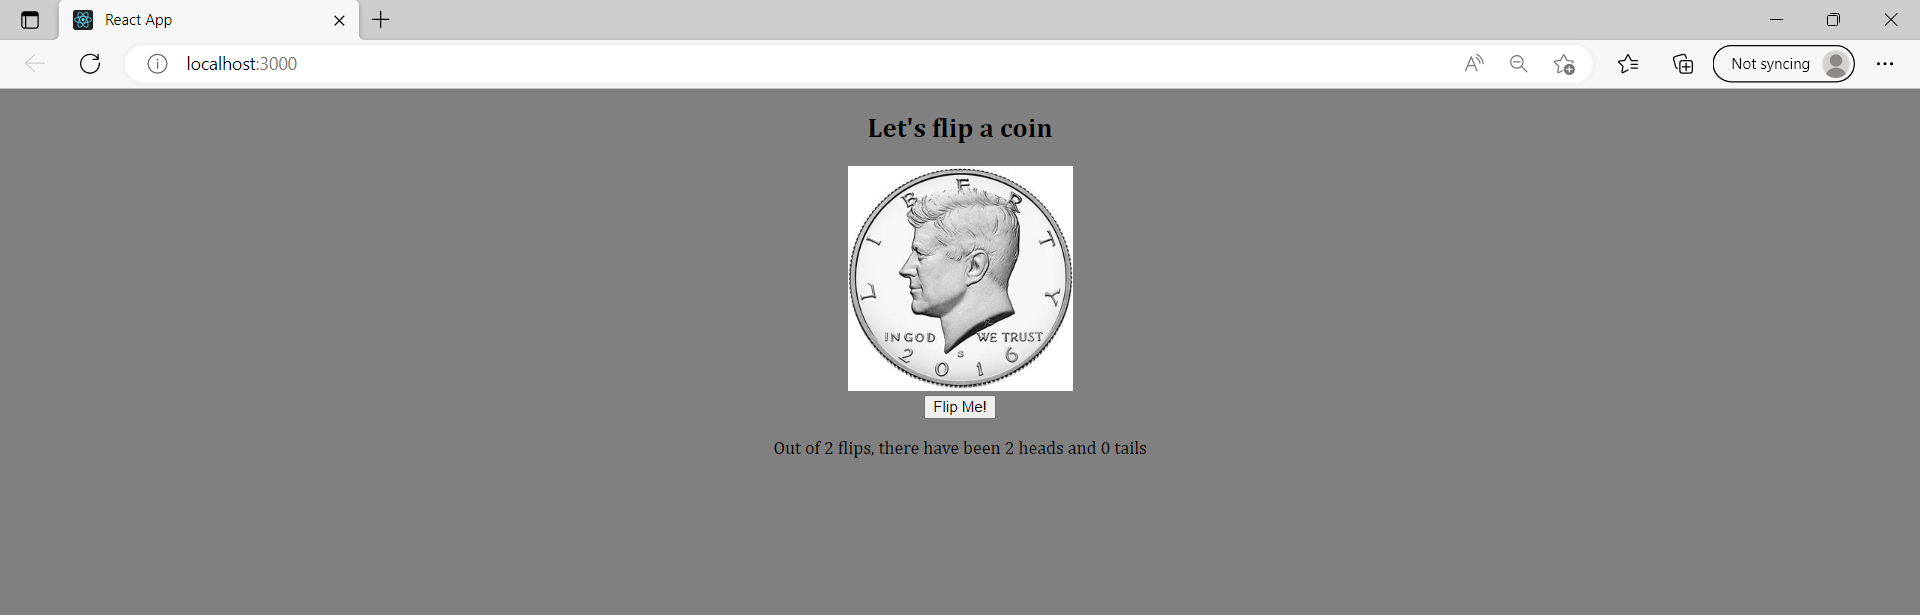 React App
localhost:3000
Not syncing
Let's flip a coin
LIBERTY
IN GOD WE TRUST
S
2016
Flip Me!
Out of 2 flips, there have been 2 heads and 0 tails